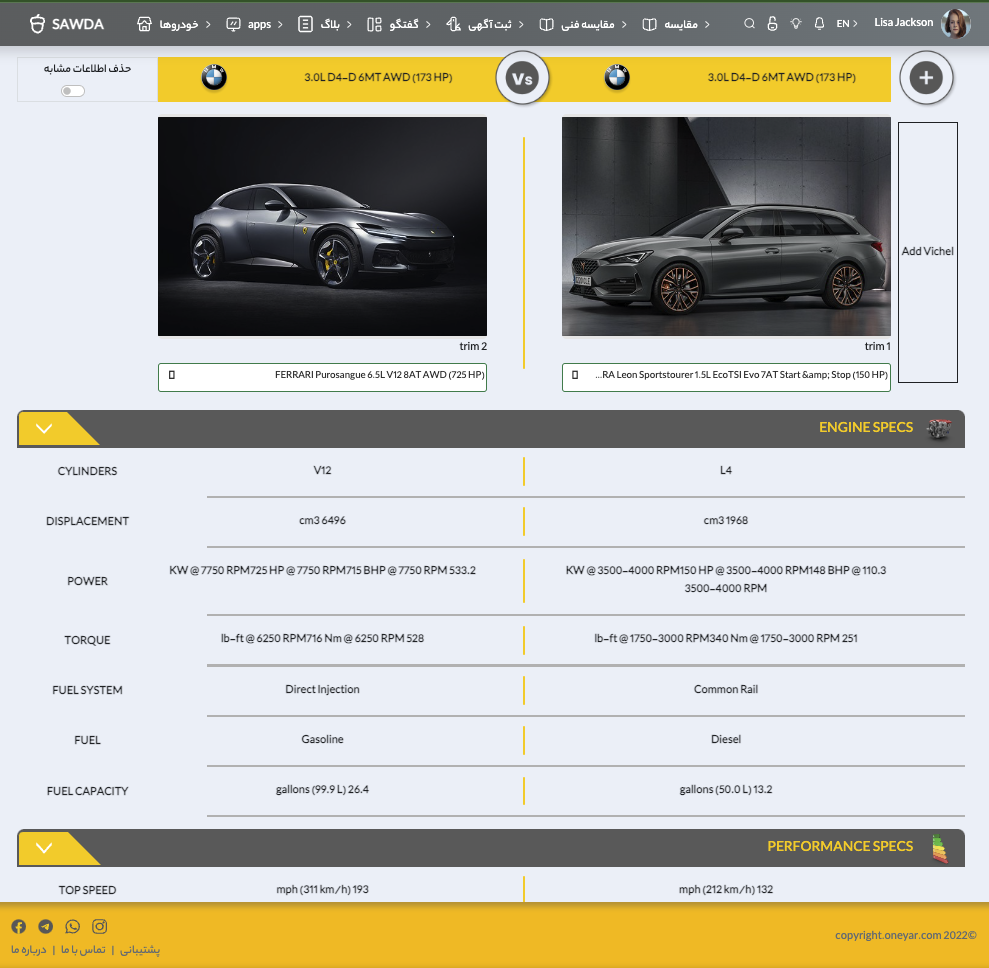 SAWDA
خودروها
apps
بلاگ
گفتگو
ثبت آگهی
مقایسه فنی
مقایسه
EN
Lisa Jackson
حذف اطلاعات مشابه
3.0L D4-D 6MT AWD (173 HP)
Vs
3.0L D4-D 6MT AWD (173 HP)
+
Add Vichel
trim 2
trim 1
FERRARI Purosangue 6.5L V12 8AT AWD (725 HP)
...RA Leon Sportstourer 1.5L EcoTSI Evo 7AT Start &amp; Stop (150 HP)
ENGINE SPECS
CYLINDERS V12 L4
DISPLACEMENT cm3 6496 cm3 1968
POWER KW @ 7750 RPM725 HP @ 7750 RPM715 BHP @ 7750 RPM 533.2 KW @ 3500-4000 RPM150 HP @ 3500-4000 RPM148 BHP @ 110.3
3500-4000 RPM
TORQUE lb-ft @ 6250 RPM716 Nm @ 6250 RPM 528 lb-ft @ 1750-3000 RPM340 Nm @ 1750-3000 RPM 251
FUEL SYSTEM Direct Injection Common Rail
FUEL Gasoline Diesel
FUEL CAPACITY gallons (99.9 L) 26.4 gallons (50.0 L) 13.2
PERFORMANCE SPECS
TOP SPEED mph (311 km/h) 193 mph (212 km/h) 132
پشتیبانی | تماس با ما | درباره ما
copyright.oneyar.com 2022©